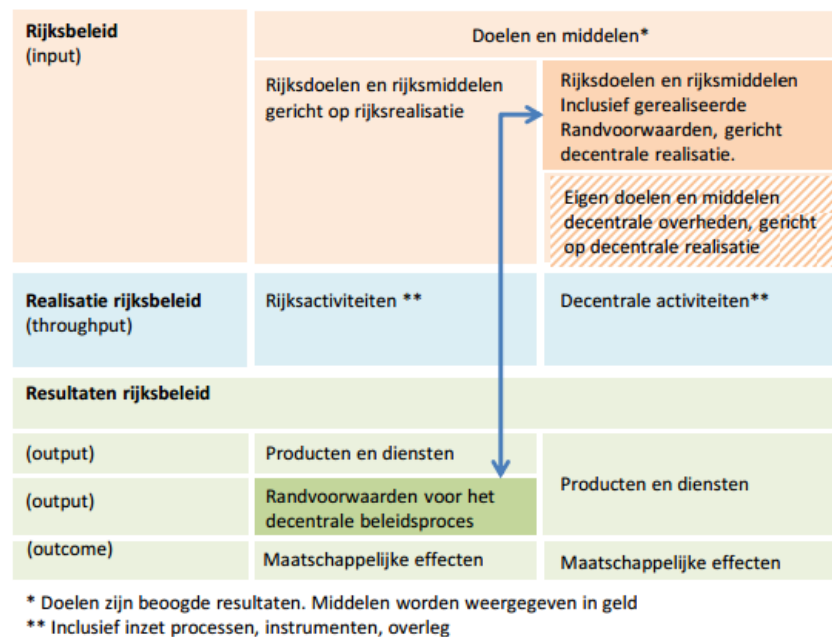 Rijksbeleid
(input)
Doelen en middelen*
Rijksdoelen en rijksmiddelen
gericht op rijksrealisatie
Rijksdoelen en rijksmiddelen
Inclusief gerealiseerde
Randvoorwaarden, gericht
decentrale realisatie.
Eigen doelen en middelen
decentrale overheden, gericht
op decentrale realisatie
Realisatie rijksbeleid
(throughput)
Rijksactiviteiten **
Decentrale activiteiten**
Resultaten rijksbeleid
(output)
Producten en diensten
(output)
Randvoorwaarden voor het
decentrale beleidsproces
Producten en diensten
(outcome)
Maatschappelijke effecten
Maatschappelijke effecten
* Doelen zijn beoogde resultaten. Middelen worden weergegeven in geld
** Inclusief inzet processen, instrumenten, overleg